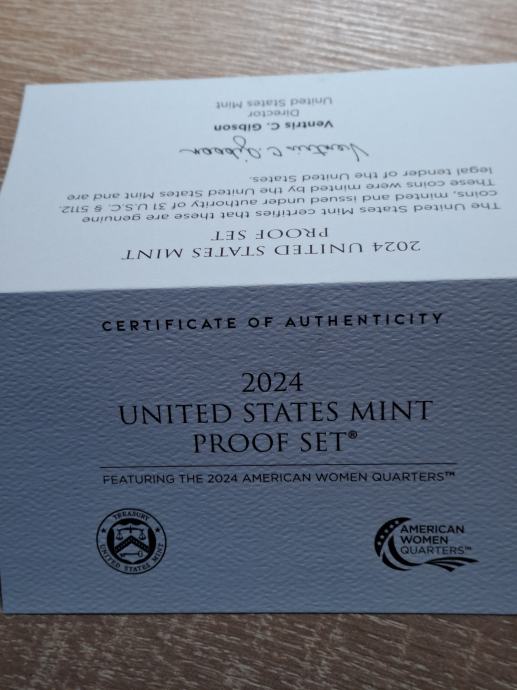 CERTIFICATE OF AUTHENTICITY
2024
UNITED STATES MINT
PROOF SET®
FEATURING THE 2024 AMERICAN WOMEN QUARTERS™
TREASURY
UNITED STATES MINT
AMERICAN
WOMEN
QUARTERS™
2024 UNITED STATES MINT
PROOF SET
The United States Mint certifies that these are genuine
coins, minted and issued under authority of 31 U.S.C. § 5112.
These coins were minted by the United States Mint and are
legal tender of the United States.
Ventris C. Gibson
Ventris C. Gibson
Director
United States Mint